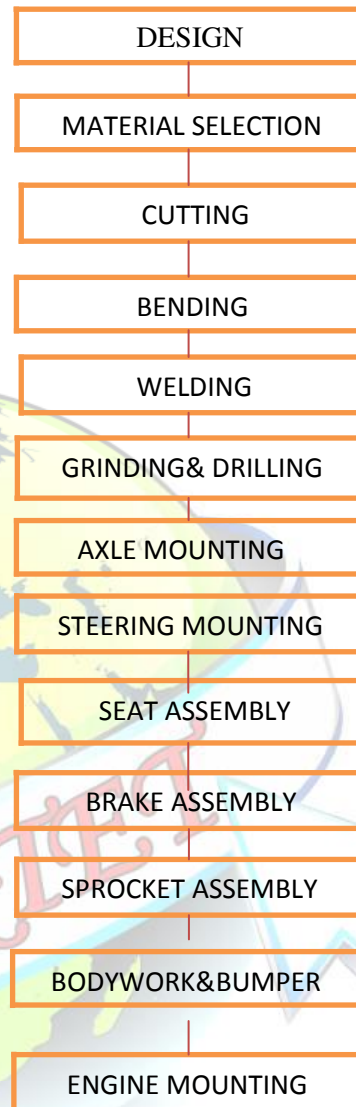 DESIGN
MATERIAL SELECTION
CUTTING
BENDING
WELDING
GRINDING& DRILLING
AXLE MOUNTING
STEERING MOUNTING
SEAT ASSEMBLY
BRAKE ASSEMBLY
SPROCKET ASSEMBLY
BODYWORK&BUMPER
ENGINE MOUNTING